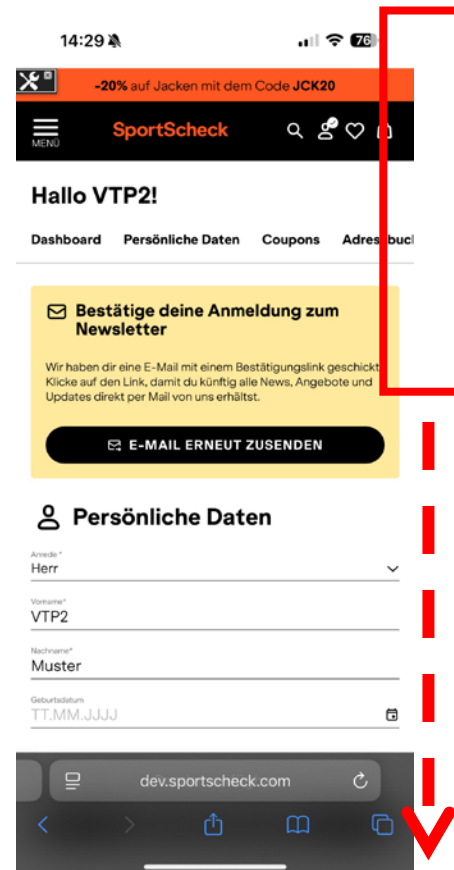 14:29
76
-20% auf Jacken mit dem Code JCK20
MENÜ
SportScheck
Hallo VTP2!
Dashboard Persönliche Daten Coupons Adressbuc
Bestätige deine Anmeldung zum
Newsletter
Wir haben dir eine E-Mail mit einem Bestätigungslink geschickt.
Klicke auf den Link, damit du künftig alle News, Angebote und
Updates direkt per Mail von uns erhältst.
E-MAIL ERNEUT ZUSENDEN
Persönliche Daten
Anrede *
Herr
Vorname*
VTP2
Nachname*
Muster
Geburtsdatum
TT.MM.JJJJ
dev.sportscheck.com